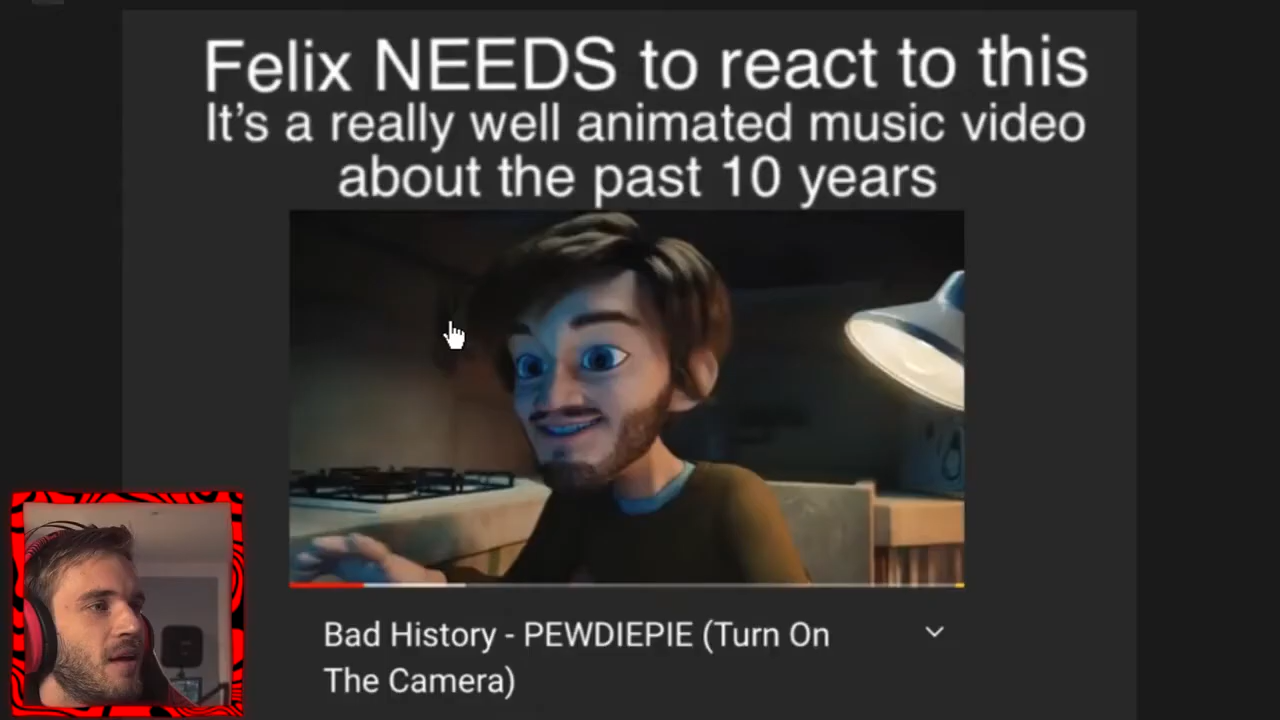 Felix NEEDS to react to this
It's a really well animated music video
about the past 10 years
Bad History - PEWDIEPIE (Turn On
The Camera)